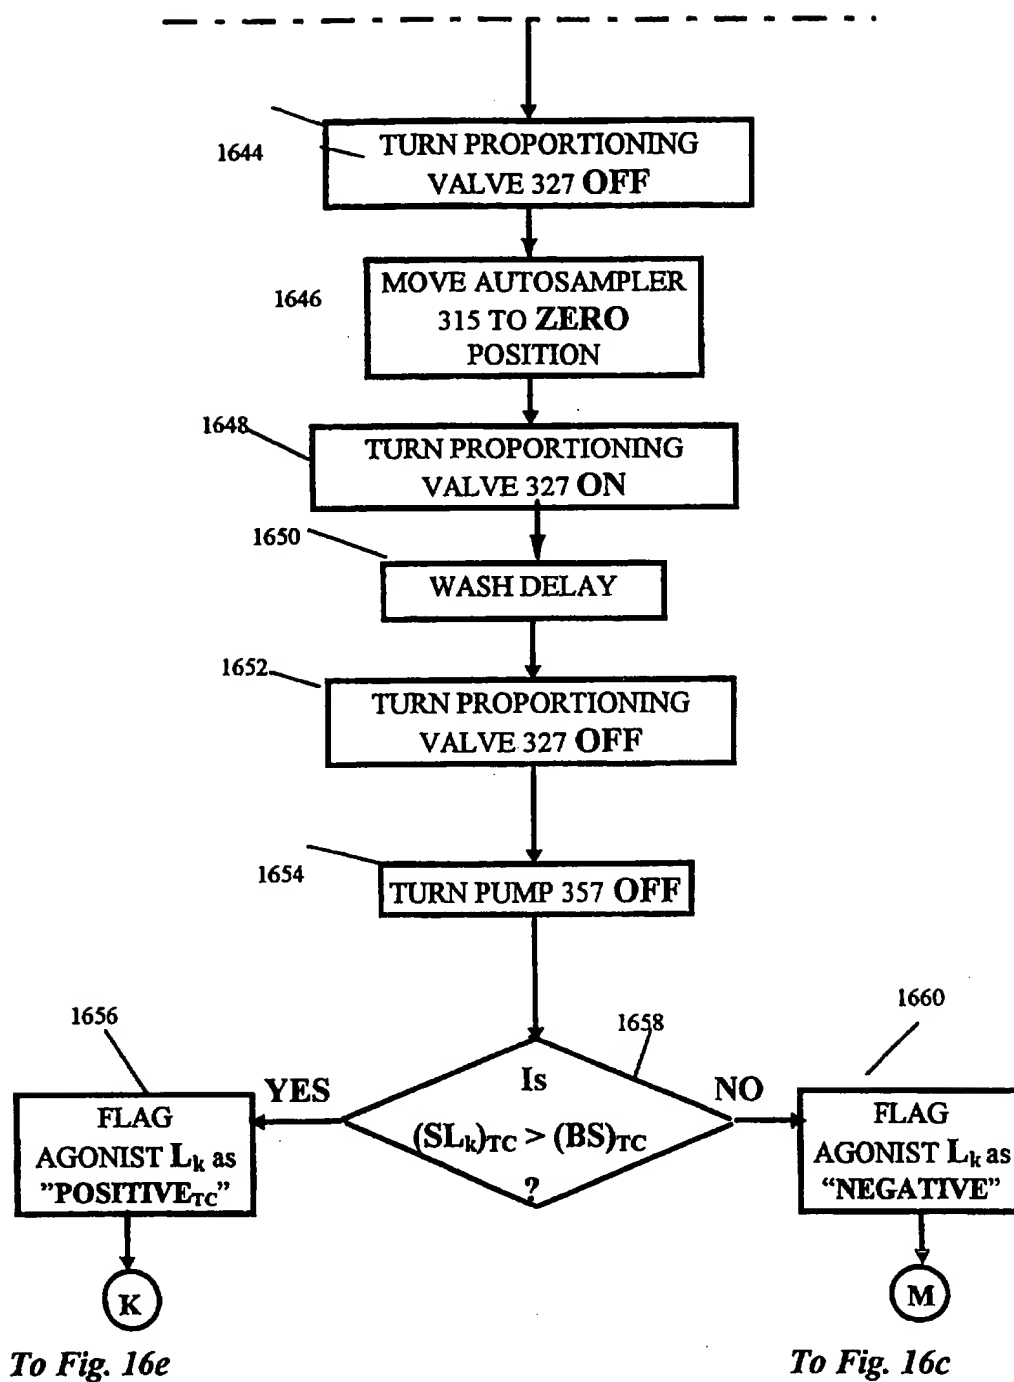 1644
TURN PROPORTIONING
VALVE 327 OFF
1646
MOVE AUTOSAMPLER
315 TO ZERO
POSITION
1648
TURN PROPORTIONING
VALVE 327 ON
1650
WASH DELAY
1652
TURN PROPORTIONING
VALVE 327 OFF
1654
TURN PUMP 357 OFF
1656
1658
1660
YES
Is
(SLk)TC > (BS)TC
?
NO
FLAG
AGONIST Lk as
"POSITIVETC"
FLAG
AGONIST Lk as
"NEGATIVE"
K
M
To Fig. 16e
To Fig. 16c